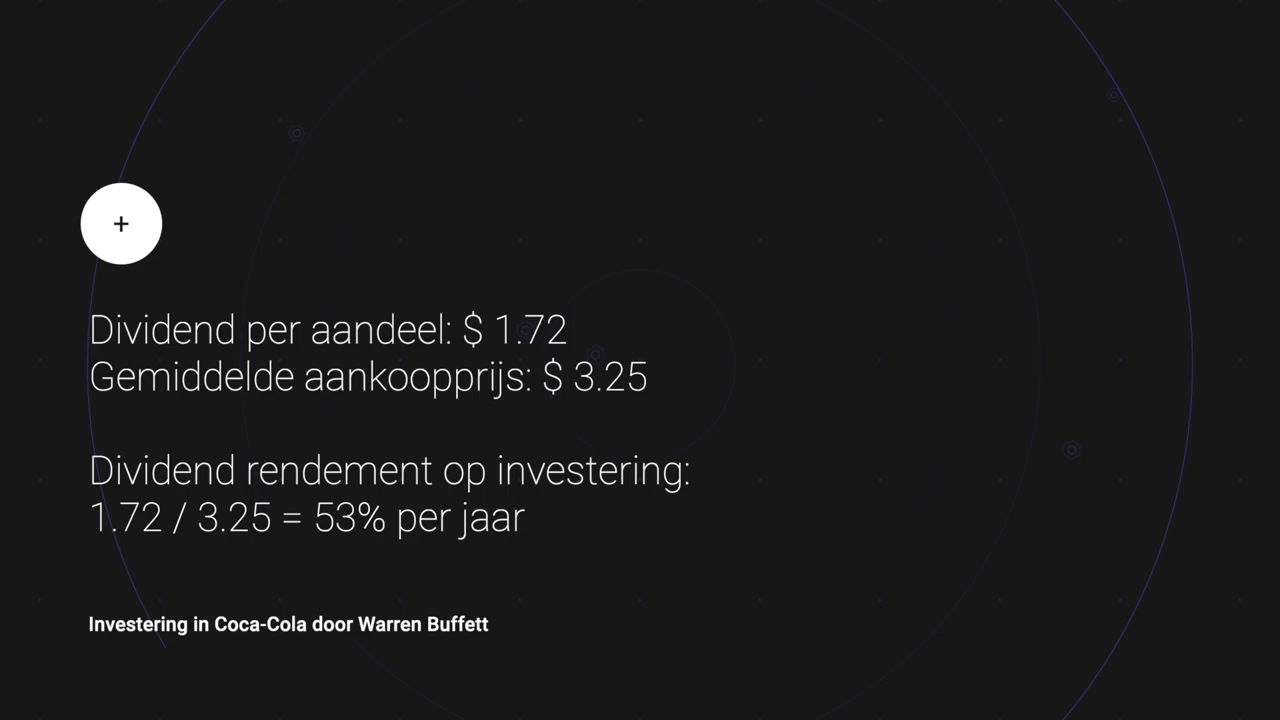 +
Dividend per aandeel: $ 1.72
Gemiddelde aankoopprijs: $ 3.25
Dividend rendement op investering:
1.72 / 3.25 = 53% per jaar
Investering in Coca-Cola door Warren Buffett